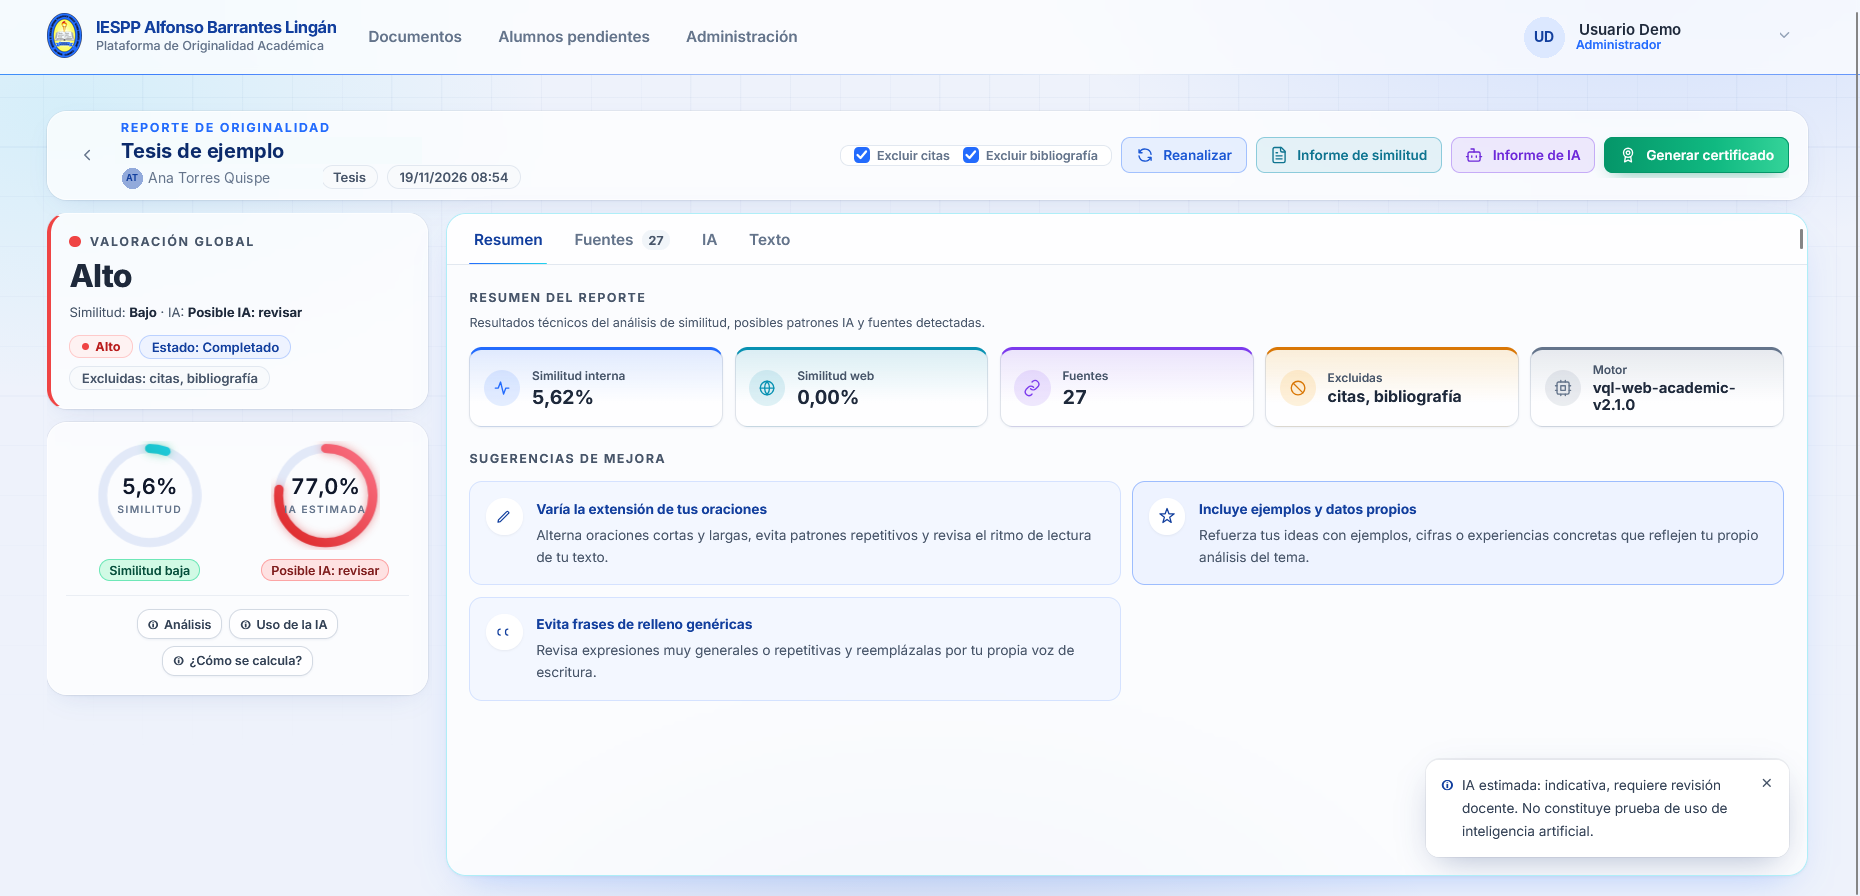 IESPP Alfonso Barrantes Lingán
Plataforma de Originalidad Académica
Documentos
Alumnos pendientes
Administración
UD
Usuario Demo
Administrador
REPORTE DE ORIGINALIDAD
Tesis de ejemplo
AT Ana Torres Quispe
Tesis
19/11/2026 08:54
Excluir citas
Excluir bibliografía
Reanalizar
Informe de similitud
Informe de IA
Generar certificado
VALORACIÓN GLOBAL
Alto
Similitud: Bajo · IA: Posible IA: revisar
Alto
Estado: Completado
Excluidas: citas, bibliografía
5,6%
SIMILITUD
Similitud baja
77,0%
IA ESTIMADA
Posible IA: revisar
Análisis
Uso de la IA
¿Cómo se calcula?
Resumen
Fuentes 27
IA
Texto
RESUMEN DEL REPORTE
Resultados técnicos del análisis de similitud, posibles patrones IA y fuentes detectadas.
Similitud interna
5,62%
Similitud web
0,00%
Fuentes
27
Excluidas
citas, bibliografía
Motor
vql-web-academic-
v2.1.0
SUGERENCIAS DE MEJORA
Varía la extensión de tus oraciones
Alterna oraciones cortas y largas, evita patrones repetitivos y revisa el ritmo de lectura
de tu texto.
Incluye ejemplos y datos propios
Refuerza tus ideas con ejemplos, cifras o experiencias concretas que reflejen tu propio
análisis del tema.
Evita frases de relleno genéricas
Revisa expresiones muy generales o repetitivas y reemplázalas por tu propia voz de
escritura.
IA estimada: indicativa, requiere revisión
docente. No constituye prueba de uso de
inteligencia artificial.